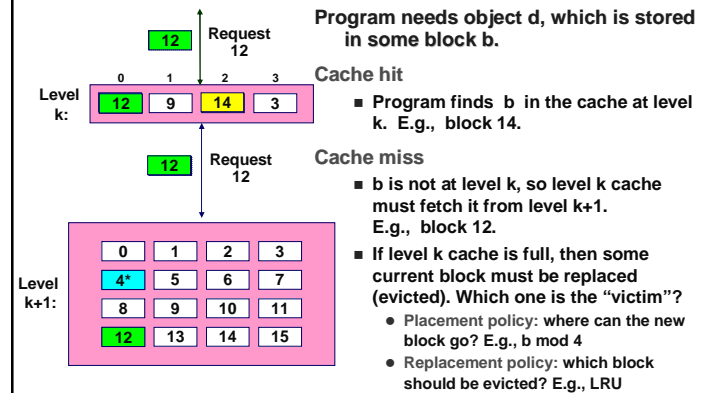 Program needs object d, which is stored
in some block b.
Cache hit
■ Program finds b in the cache at level
k. E.g., block 14.
Cache miss
■ b is not at level k, so level k cache
must fetch it from level k+1.
E.g., block 12.
■ If level k cache is full, then some
current block must be replaced
(evicted). Which one is the “victim”?
● Placement policy: where can the new
block go? E.g., b mod 4
● Replacement policy: which block
should be evicted? E.g., LRU
12
Request
12
0 1 2 3
Level
k:
12 9 14 3
12
Request
12
Level
k+1:
0 1 2 3
4* 5 6 7
8 9 10 11
12 13 14 15